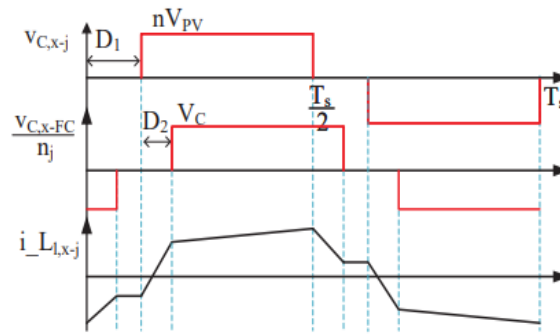 v_{C,x-j}
D_1
nV_{PV}
T_s/2
T_s
v_{C,x-FC}/n_j
D_2
V_C
i_L_{l,x-j}